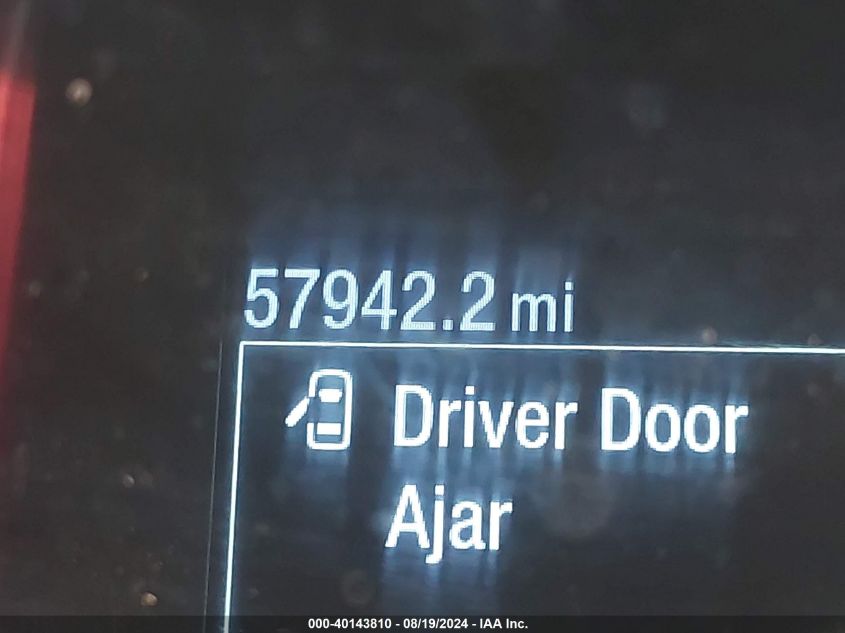 57942.2 mi
Driver Door
Ajar
000-40143810 - 08/19/2024 - IAA Inc.